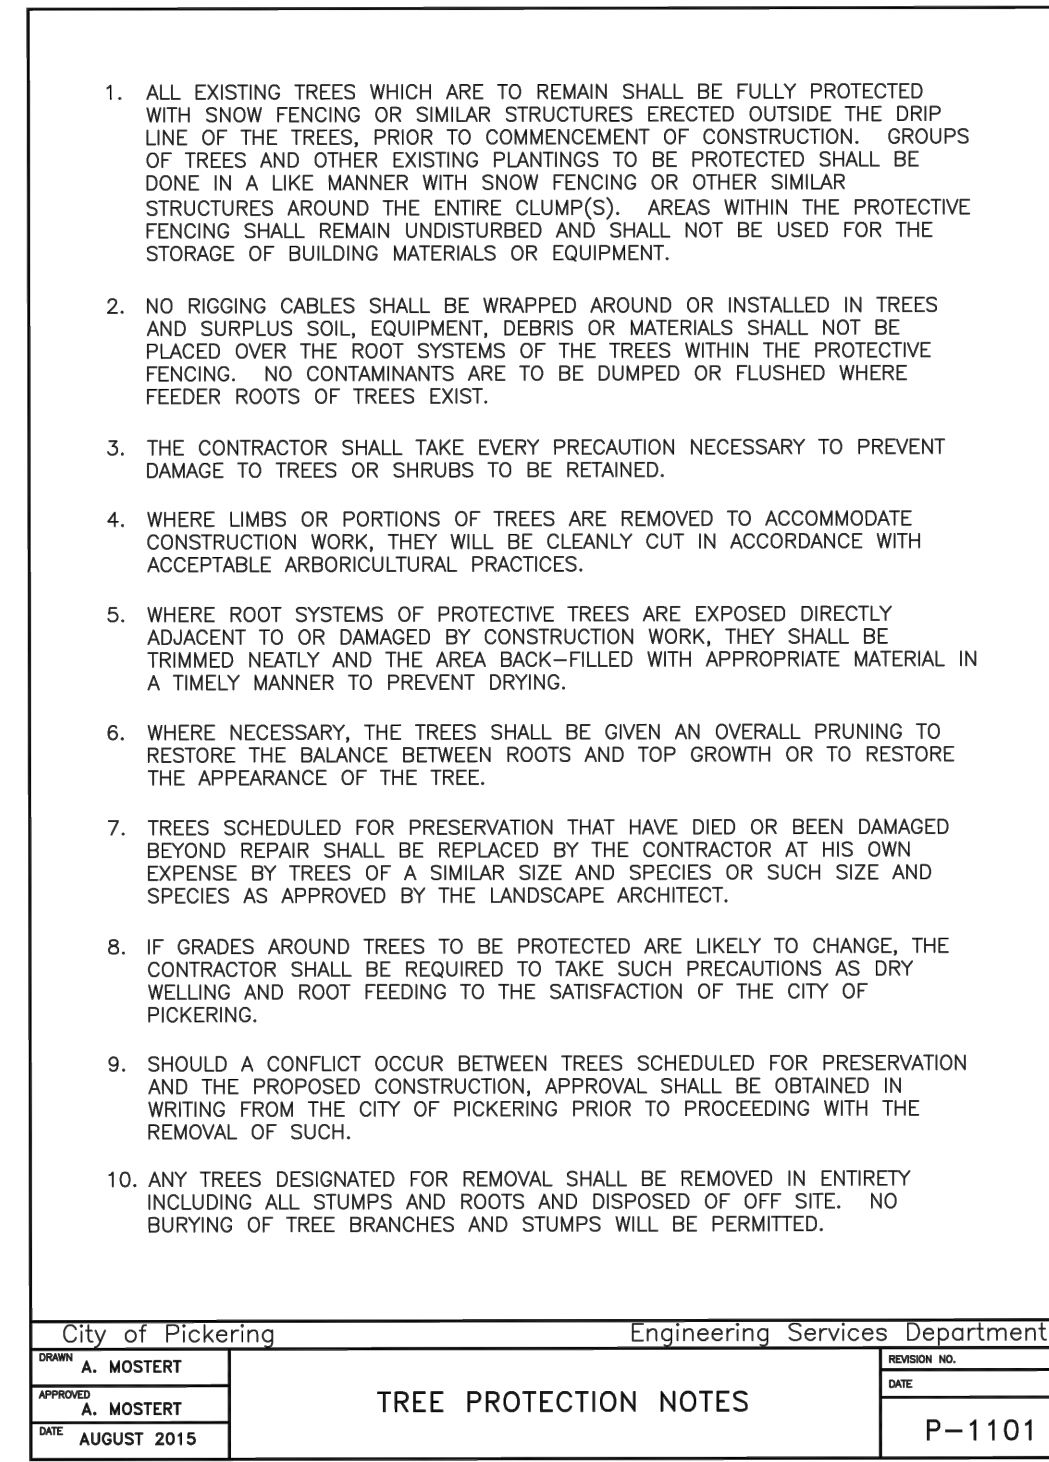 1. ALL EXISTING TREES WHICH ARE TO REMAIN SHALL BE FULLY PROTECTED
WITH SNOW FENCING OR SIMILAR STRUCTURES ERECTED OUTSIDE THE DRIP
LINE OF THE TREES, PRIOR TO COMMENCEMENT OF CONSTRUCTION. GROUPS
OF TREES AND OTHER EXISTING PLANTINGS TO BE PROTECTED SHALL BE
DONE IN A LIKE MANNER WITH SNOW FENCING OR OTHER SIMILAR
STRUCTURES AROUND THE ENTIRE CLUMP(S). AREAS WITHIN THE PROTECTIVE
FENCING SHALL REMAIN UNDISTURBED AND SHALL NOT BE USED FOR THE
STORAGE OF BUILDING MATERIALS OR EQUIPMENT.
2. NO RIGGING CABLES SHALL BE WRAPPED AROUND OR INSTALLED IN TREES
AND SURPLUS SOIL, EQUIPMENT, DEBRIS OR MATERIALS SHALL NOT BE
PLACED OVER THE ROOT SYSTEMS OF THE TREES WITHIN THE PROTECTIVE
FENCING. NO CONTAMINANTS ARE TO BE DUMPED OR FLUSHED WHERE
FEEDER ROOTS OF TREES EXIST.
3. THE CONTRACTOR SHALL TAKE EVERY PRECAUTION NECESSARY TO PREVENT
DAMAGE TO TREES OR SHRUBS TO BE RETAINED.
4. WHERE LIMBS OR PORTIONS OF TREES ARE REMOVED TO ACCOMMODATE
CONSTRUCTION WORK, THEY WILL BE CLEANLY CUT IN ACCORDANCE WITH
ACCEPTABLE ARBORICULTURAL PRACTICES.
5. WHERE ROOT SYSTEMS OF PROTECTIVE TREES ARE EXPOSED DIRECTLY
ADJACENT TO OR DAMAGED BY CONSTRUCTION WORK, THEY SHALL BE
TRIMMED NEATLY AND THE AREA BACK-FILLED WITH APPROPRIATE MATERIAL IN
A TIMELY MANNER TO PREVENT DRYING.
6. WHERE NECESSARY, THE TREES SHALL BE GIVEN AN OVERALL PRUNING TO
RESTORE THE BALANCE BETWEEN ROOTS AND TOP GROWTH OR TO RESTORE
THE APPEARANCE OF THE TREE.
7. TREES SCHEDULED FOR PRESERVATION THAT HAVE DIED OR BEEN DAMAGED
BEYOND REPAIR SHALL BE REPLACED BY THE CONTRACTOR AT HIS OWN
EXPENSE BY TREES OF A SIMILAR SIZE AND SPECIES OR SUCH SIZE AND
SPECIES AS APPROVED BY THE LANDSCAPE ARCHITECT.
8. IF GRADES AROUND TREES TO BE PROTECTED ARE LIKELY TO CHANGE, THE
CONTRACTOR SHALL BE REQUIRED TO TAKE SUCH PRECAUTIONS AS DRY
WELLING AND ROOT FEEDING TO THE SATISFACTION OF THE CITY OF
PICKERING.
9. SHOULD A CONFLICT OCCUR BETWEEN TREES SCHEDULED FOR PRESERVATION
AND THE PROPOSED CONSTRUCTION, APPROVAL SHALL BE OBTAINED IN
WRITING FROM THE CITY OF PICKERING PRIOR TO PROCEEDING WITH THE
REMOVAL OF SUCH.
10. ANY TREES DESIGNATED FOR REMOVAL SHALL BE REMOVED IN ENTIRETY
INCLUDING ALL STUMPS AND ROOTS AND DISPOSED OF OFF SITE. NO
BURYING OF TREE BRANCHES AND STUMPS WILL BE PERMITTED.
City of Pickering Engineering Services Department
DRAWN A. MOSTERT
APPROVED A. MOSTERT
DATE AUGUST 2015
TREE PROTECTION NOTES
REVISION NO.
DATE
P-1101